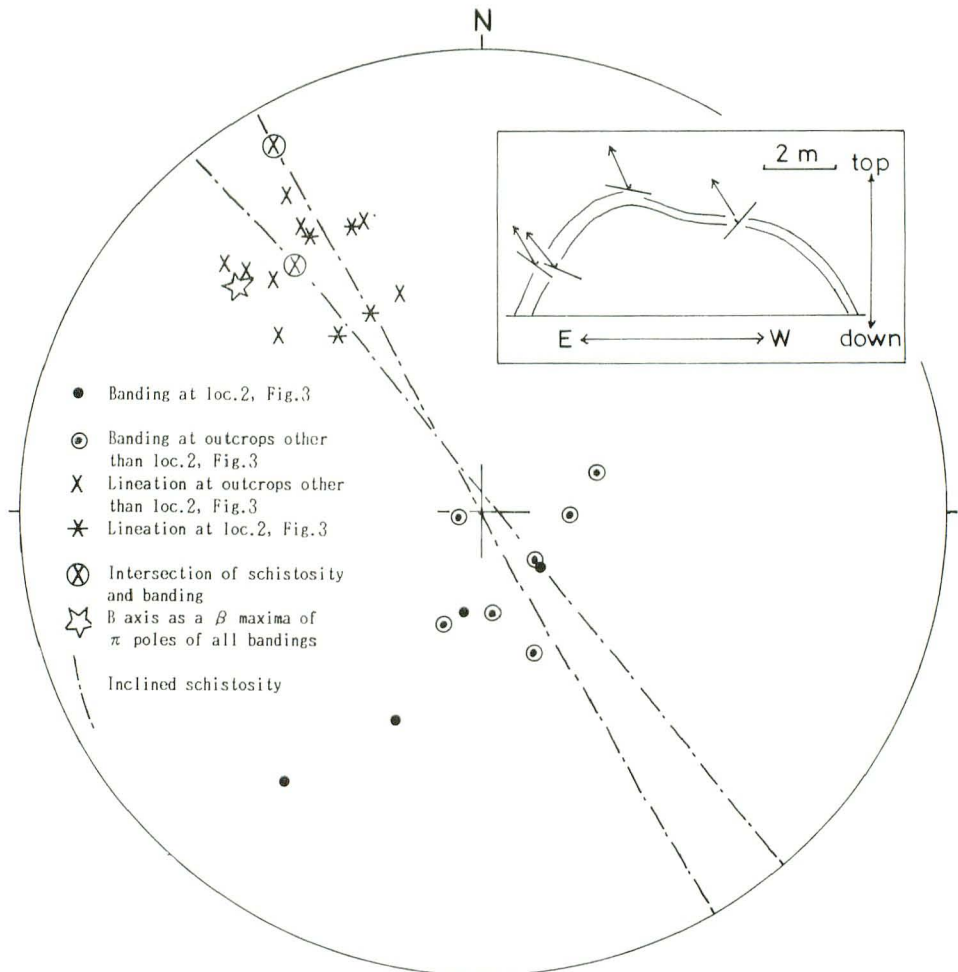 N
2 m
top
E
W
down
Banding at loc.2, Fig.3
Banding at outcrops other
than loc.2, Fig.3
Lineation at outcrops other
than loc.2, Fig.3
Lineation at loc.2, Fig.3
Intersection of schistosity
and banding
B axis as a β maxima of
π poles of all bandings
Inclined schistosity